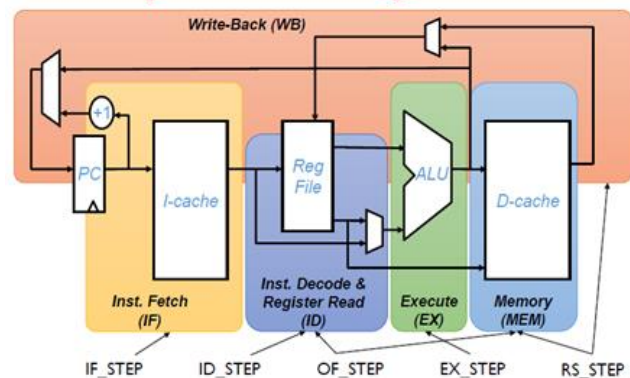 Write-Back (WB)
+1
PC
I-cache
Reg
File
ALU
D-cache
Inst. Fetch
(IF)
Inst. Decode &
Register Read
(ID)
Execute
(EX)
Memory
(MEM)
IF_STEP
ID_STEP
OF_STEP
EX_STEP
RS_STEP